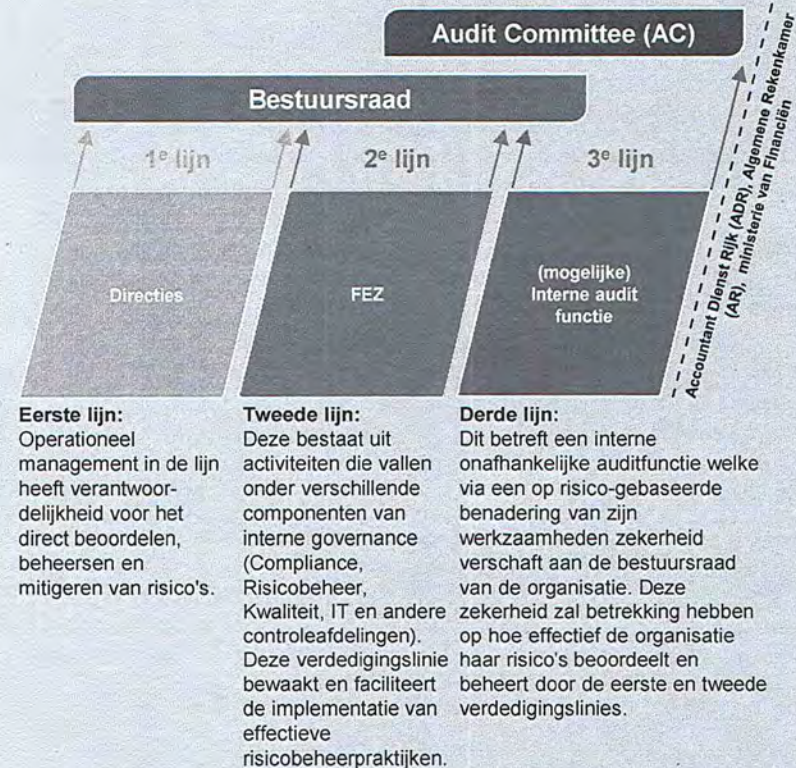 Audit Committee (AC)
Bestuursraad
1e lijn
2e lijn
3e lijn
Accountant Dienst Rijk (ADR), Algemene Rekenkamer
(AR), ministerie van Financiën
Directies
FEZ
(mogelijke)
Interne audit
functie
Eerste lijn:
Operationeel
management in de lijn
heeft verantwoor-
delijkheid voor het
direct beoordelen,
beheersen en
mitigeren van risico's.
Tweede lijn:
Deze bestaat uit
activiteiten die vallen
onder verschillende
componenten van
interne governance
(Compliance,
Risicobeheer,
Kwaliteit, IT en andere
controleafdelingen).
Deze verdedigingslinie
bewaakt en faciliteert
de implementatie van
effectieve
risicobeheerpraktijken.
Derde lijn:
Dit betreft een interne
onafhankelijke auditfunctie welke
via een op risico-gebaseerde
benadering van zijn
werkzaamheden zekerheid
verschaft aan de bestuursraad
van de organisatie. Deze
zekerheid zal betrekking hebben
op hoe effectief de organisatie
haar risico's beoordeelt en
beheert door de eerste en tweede
verdedigingslinies.